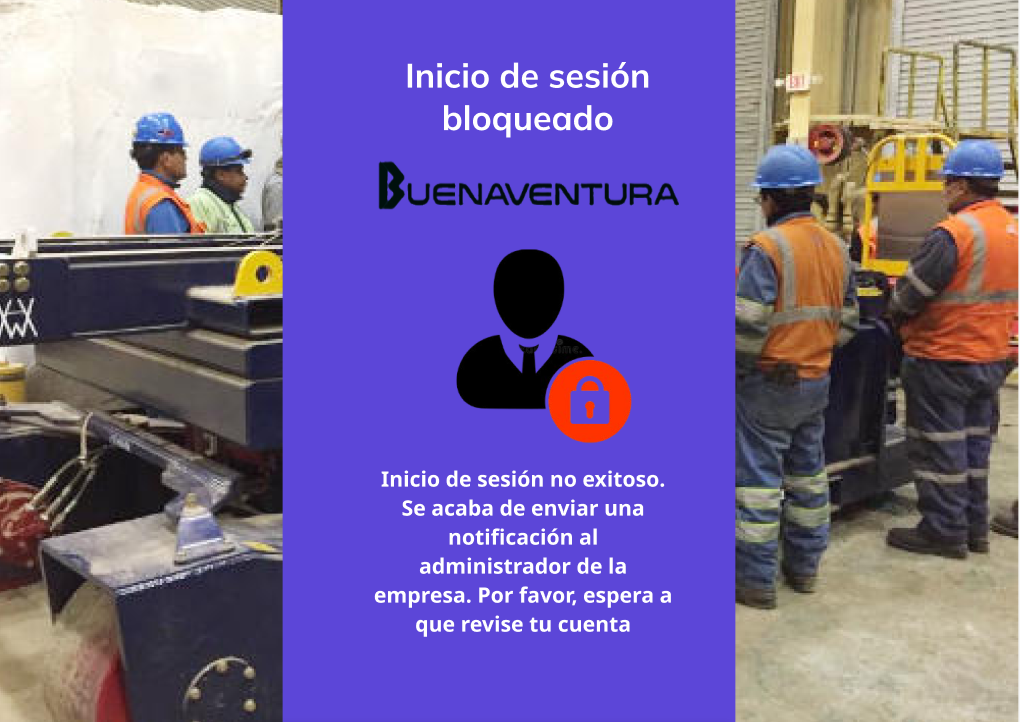 Inicio de sesión
bloqueado
BUENAVENTURA
Inicio de sesión no exitoso.
Se acaba de enviar una
notificación al
administrador de la
empresa. Por favor, espera a
que revise tu cuenta